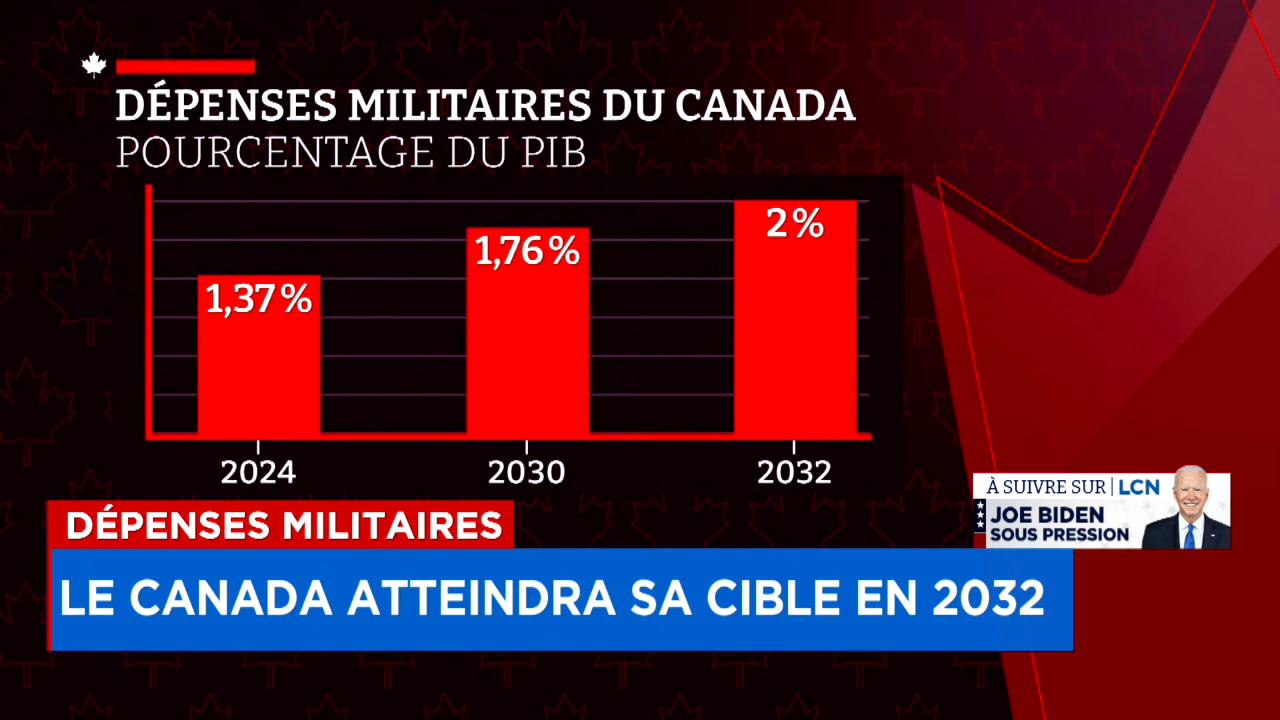 DÉPENSES MILITAIRES DU CANADA
POURCENTAGE DU PIB
1,37 %
1,76 %
2 %
2024
2030
2032
À SUIVRE SUR | LCN
JOE BIDEN
SOUS PRESSION
DÉPENSES MILITAIRES
LE CANADA ATTEINDRA SA CIBLE EN 2032